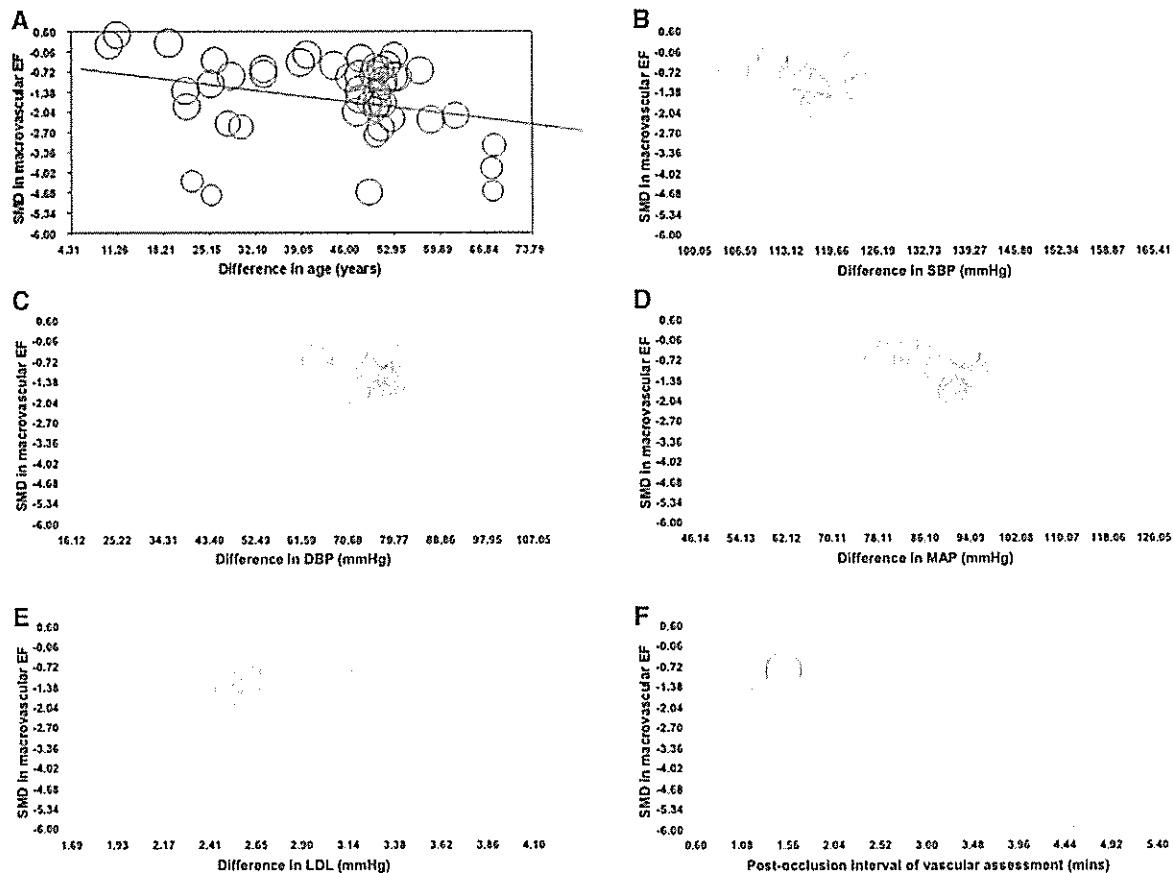 A
SMD in macrovascular EF
0.60
-0.06
-0.72
-1.38
-2.04
-2.70
-3.36
-4.02
-4.68
-5.34
-6.00
4.31 11.26 18.21 25.15 32.10 39.05 46.00 52.95 59.89 66.84 73.79
Difference in age (years)
B
SMD in macrovascular EF
0.60
-0.06
-0.72
-1.38
-2.04
-2.70
-3.36
-4.02
-4.68
-5.34
-6.00
100.05 106.59 113.12 119.66 126.19 132.73 139.27 145.80 152.34 158.87 165.41
Difference in SBP (mmHg)
C
SMD in macrovascular EF
0.60
-0.06
-0.72
-1.38
-2.04
-2.70
-3.36
-4.02
-4.68
-5.34
-6.00
16.12 25.22 34.31 43.40 52.49 61.59 70.68 79.77 88.86 97.95 107.05
Difference in DBP (mmHg)
D
SMD in macrovascular EF
0.60
-0.06
-0.72
-1.38
-2.04
-2.70
-3.36
-4.02
-4.68
-5.34
-6.00
46.14 54.13 62.12 70.11 78.11 86.10 94.09 102.08 110.07 118.06 126.05
Difference in MAP (mmHg)
E
SMD in macrovascular EF
0.60
-0.06
-0.72
-1.38
-2.04
-2.70
-3.36
-4.02
-4.68
-5.34
-6.00
1.69 1.93 2.17 2.41 2.65 2.90 3.14 3.38 3.62 3.86 4.10
Difference in LDL (mmHg)
F
SMD in macrovascular EF
0.60
-0.06
-0.72
-1.38
-2.04
-2.70
-3.36
-4.02
-4.68
-5.34
-6.00
0.60 1.08 1.56 2.04 2.52 3.00 3.48 3.96 4.44 4.92 5.40
Post-occlusion interval of vascular assessment (mins)